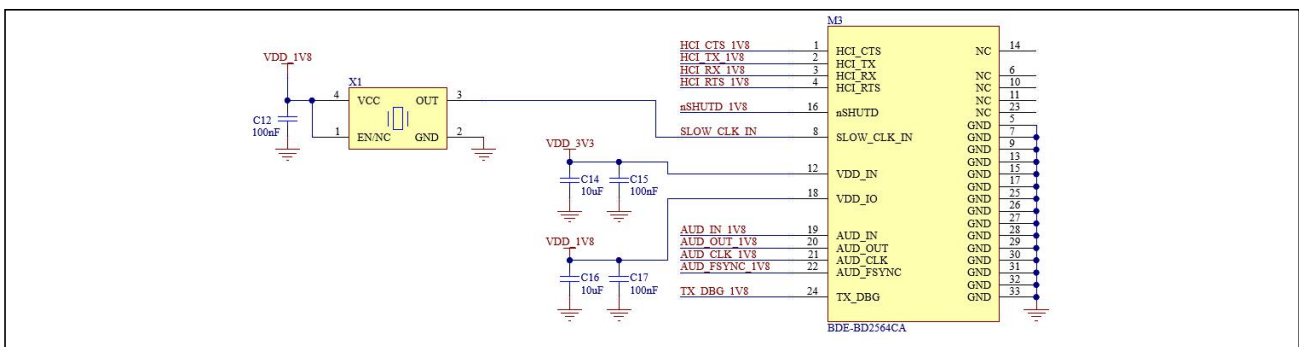 M3
HCI_CTS_1V8 1 HCI_CTS NC 14
HCI_TX_1V8 2 HCI_TX
HCI_RX_1V8 3 HCI_RX NC 6
HCI_RTS_1V8 4 HCI_RTS NC 10
NC 11
nSHUTD_1V8 16 nSHUTD NC 23
GND 5
SLOW_CLK_IN 8 SLOW_CLK_IN GND 7
GND 9
GND 13
VDD_IN 12 GND 15
GND 17
VDD_IO 18 GND 25
GND 26
GND 27
AUD_IN_1V8 19 AUD_IN GND 28
AUD_OUT_1V8 20 AUD_OUT GND 29
AUD_CLK_1V8 21 AUD_CLK GND 30
AUD_FSYNC_1V8 22 AUD_FSYNC GND 31
GND 32
TX_DBG_1V8 24 TX_DBG GND 33
BDE-BD2564CA
VDD_1V8
X1
4 VCC OUT 3
1 EN/NC GND 2
C12
100nF
VDD_3V3
C14 C15
10uF 100nF
VDD_1V8
C16 C17
10uF 100nF